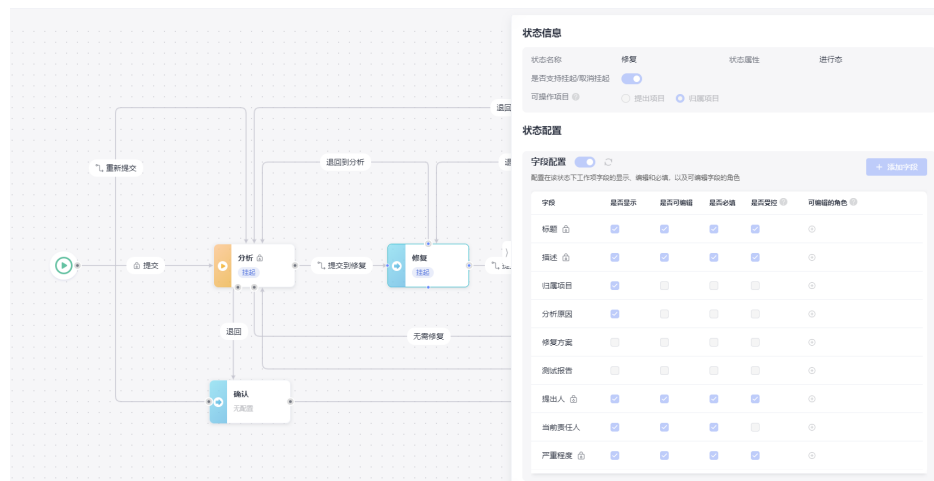 状态信息
状态名称 修复 状态属性 进行态
是否支持挂起/取消挂起
可操作项目 提出项目 归属项目
状态配置
字段配置 + 添加字段
配置在该状态下工作项字段的显示、编辑和必填,以及可编辑字段的角色
字段 是否显示 是否可编辑 是否必填 是否受控 可编辑的角色
标题
描述
归属项目
分析原因
修复方案
测试报告
提出人
当前责任人
严重程度
退回
重新提交
退回到分析
退
提交
分析
挂起
提交到修复
修复
挂起
退回
无需修复
确认
无配置